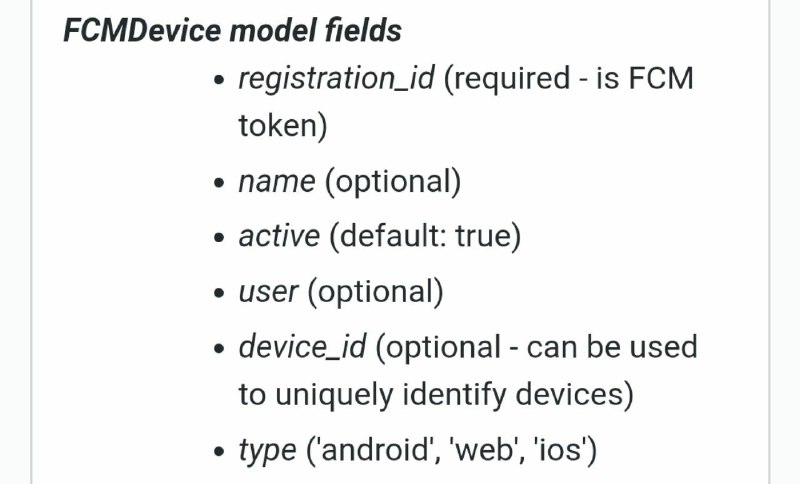 FCMDevice model fields
• registration_id (required - is FCM
token)
• name (optional)
• active (default: true)
• user (optional)
• device_id (optional - can be used
to uniquely identify devices)
• type ('android', 'web', 'ios')